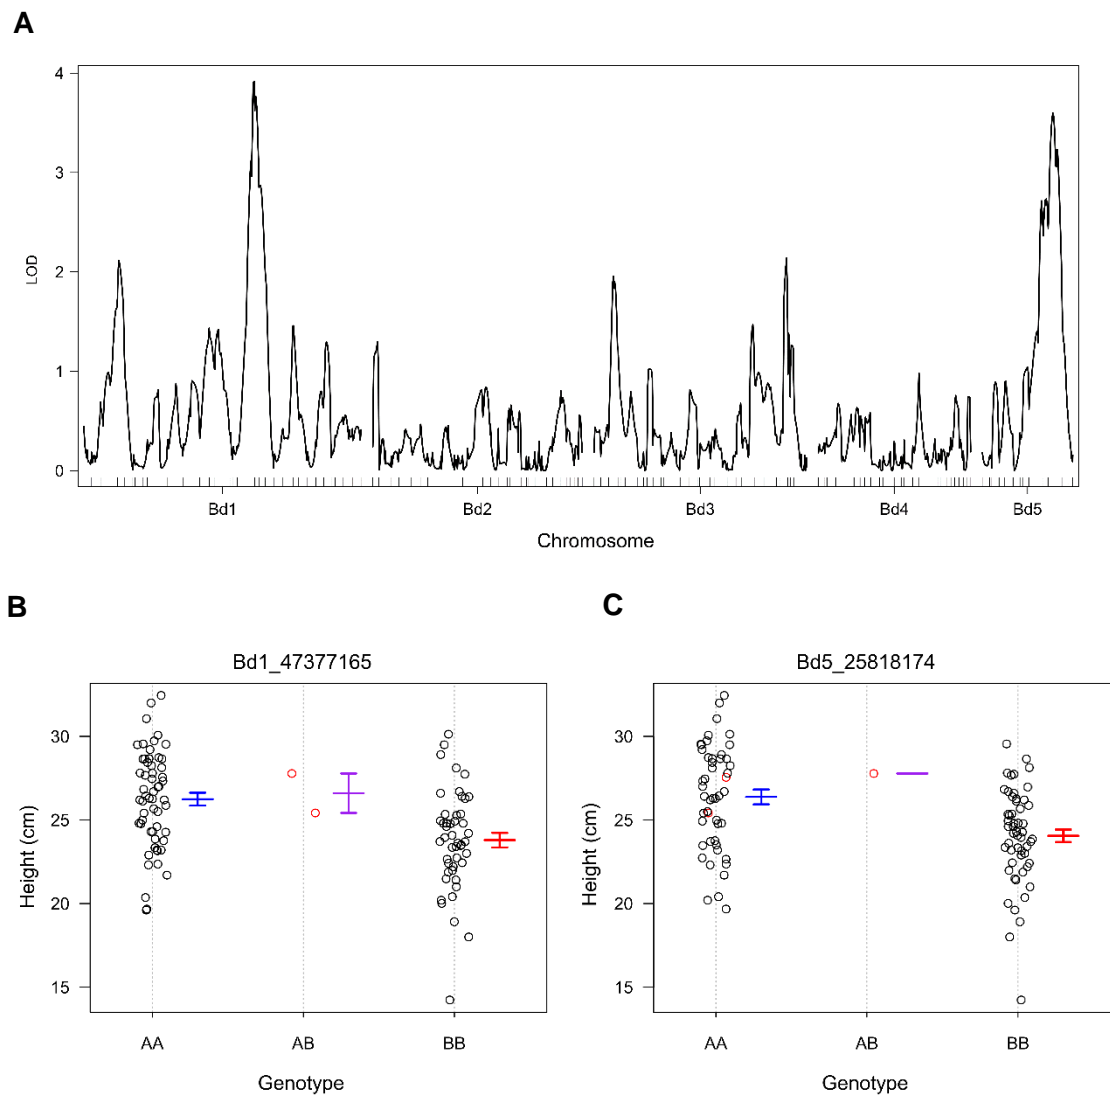 A
4
3
2
1
0
LOD
Bd1 Bd2 Bd3 Bd4 Bd5
Chromosome
B
Bd1_47377165
30
25
20
15
Height (cm)
AA AB BB
Genotype
C
Bd5_25818174
30
25
20
15
Height (cm)
AA AB BB
Genotype